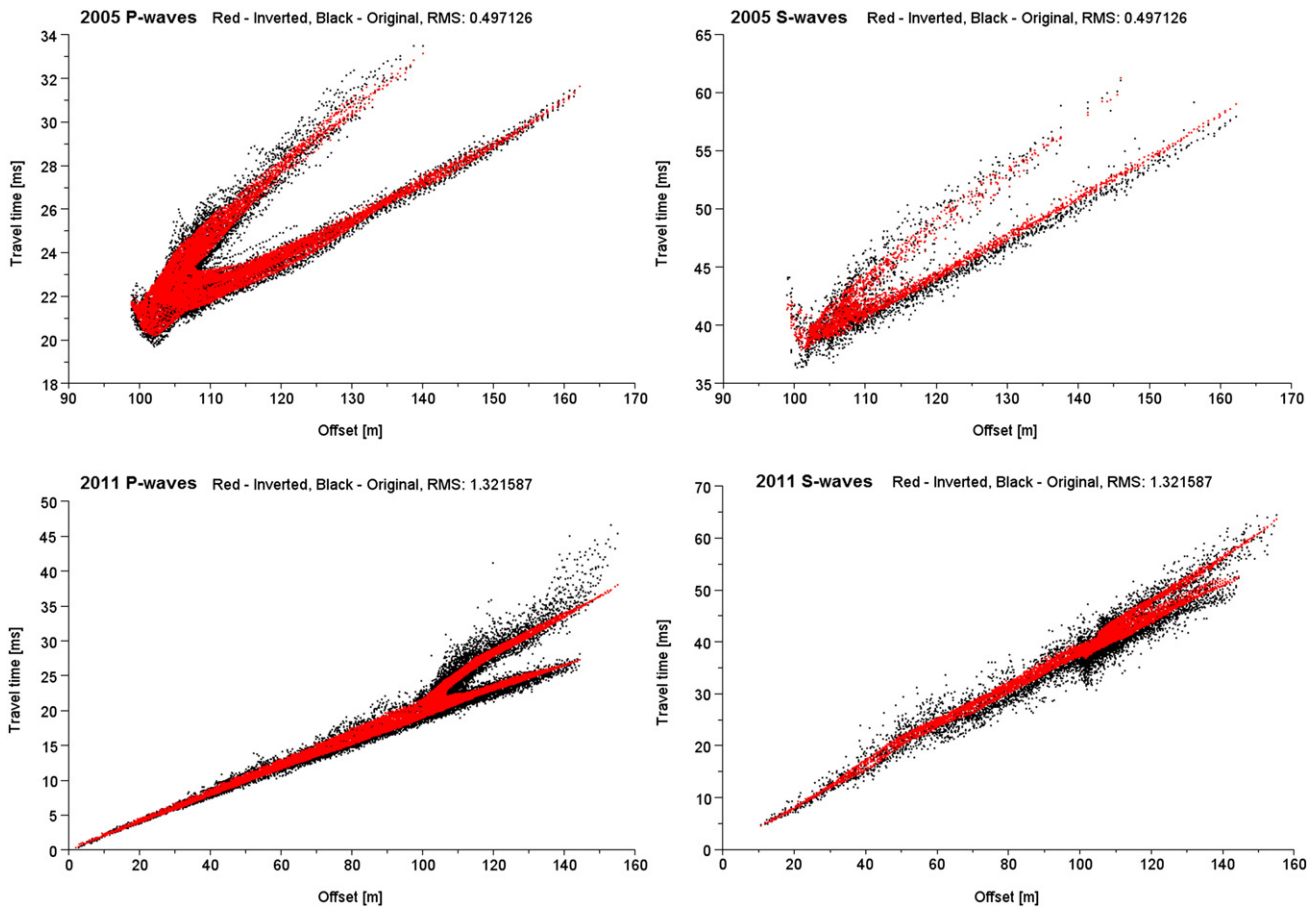 2005 P-waves Red - Inverted, Black - Original, RMS: 0.497126
34
32
30
28
26
24
22
20
18
Travel time [ms]
90 100 110 120 130 140 150 160 170
Offset [m]
2005 S-waves Red - Inverted, Black - Original, RMS: 0.497126
65
60
55
50
45
40
35
Travel time [ms]
90 100 110 120 130 140 150 160 170
Offset [m]
2011 P-waves Red - Inverted, Black - Original, RMS: 1.321587
50
45
40
35
30
25
20
15
10
5
0
Travel time [ms]
0 20 40 60 80 100 120 140 160
Offset [m]
2011 S-waves Red - Inverted, Black - Original, RMS: 1.321587
70
60
50
40
30
20
10
0
Travel time [ms]
0 20 40 60 80 100 120 140 160
Offset [m]